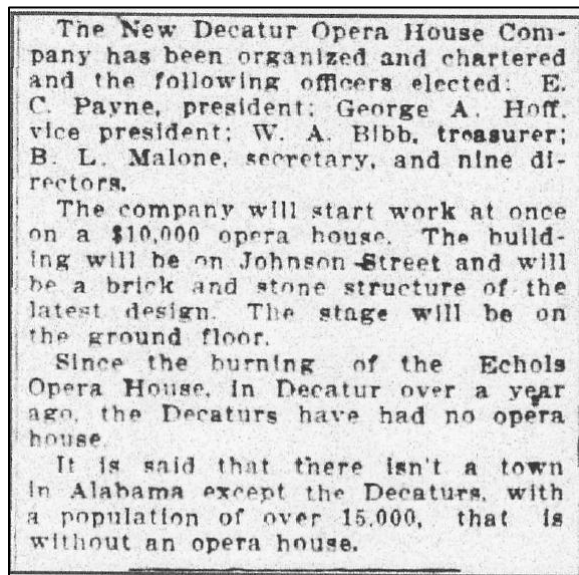 The New Decatur Opera House Com-
pany has been organized and chartered
and the following officers elected: E.
C. Payne, president; George A. Hoff,
vice president; W. A. Bibb, treasurer;
B. L. Malone, secretary, and nine di-
rectors.
The company will start work at once
on a $10,000 opera house. The build-
ing will be on Johnson Street and will
be a brick and stone structure of the
latest design. The stage will be on
the ground floor.
Since the burning of the Echols
Opera House, in Decatur over a year
ago, the Decaturs have had no opera
house.
It is said that there isn't a town
in Alabama except the Decaturs, with
a population of over 15,000, that is
without an opera house.